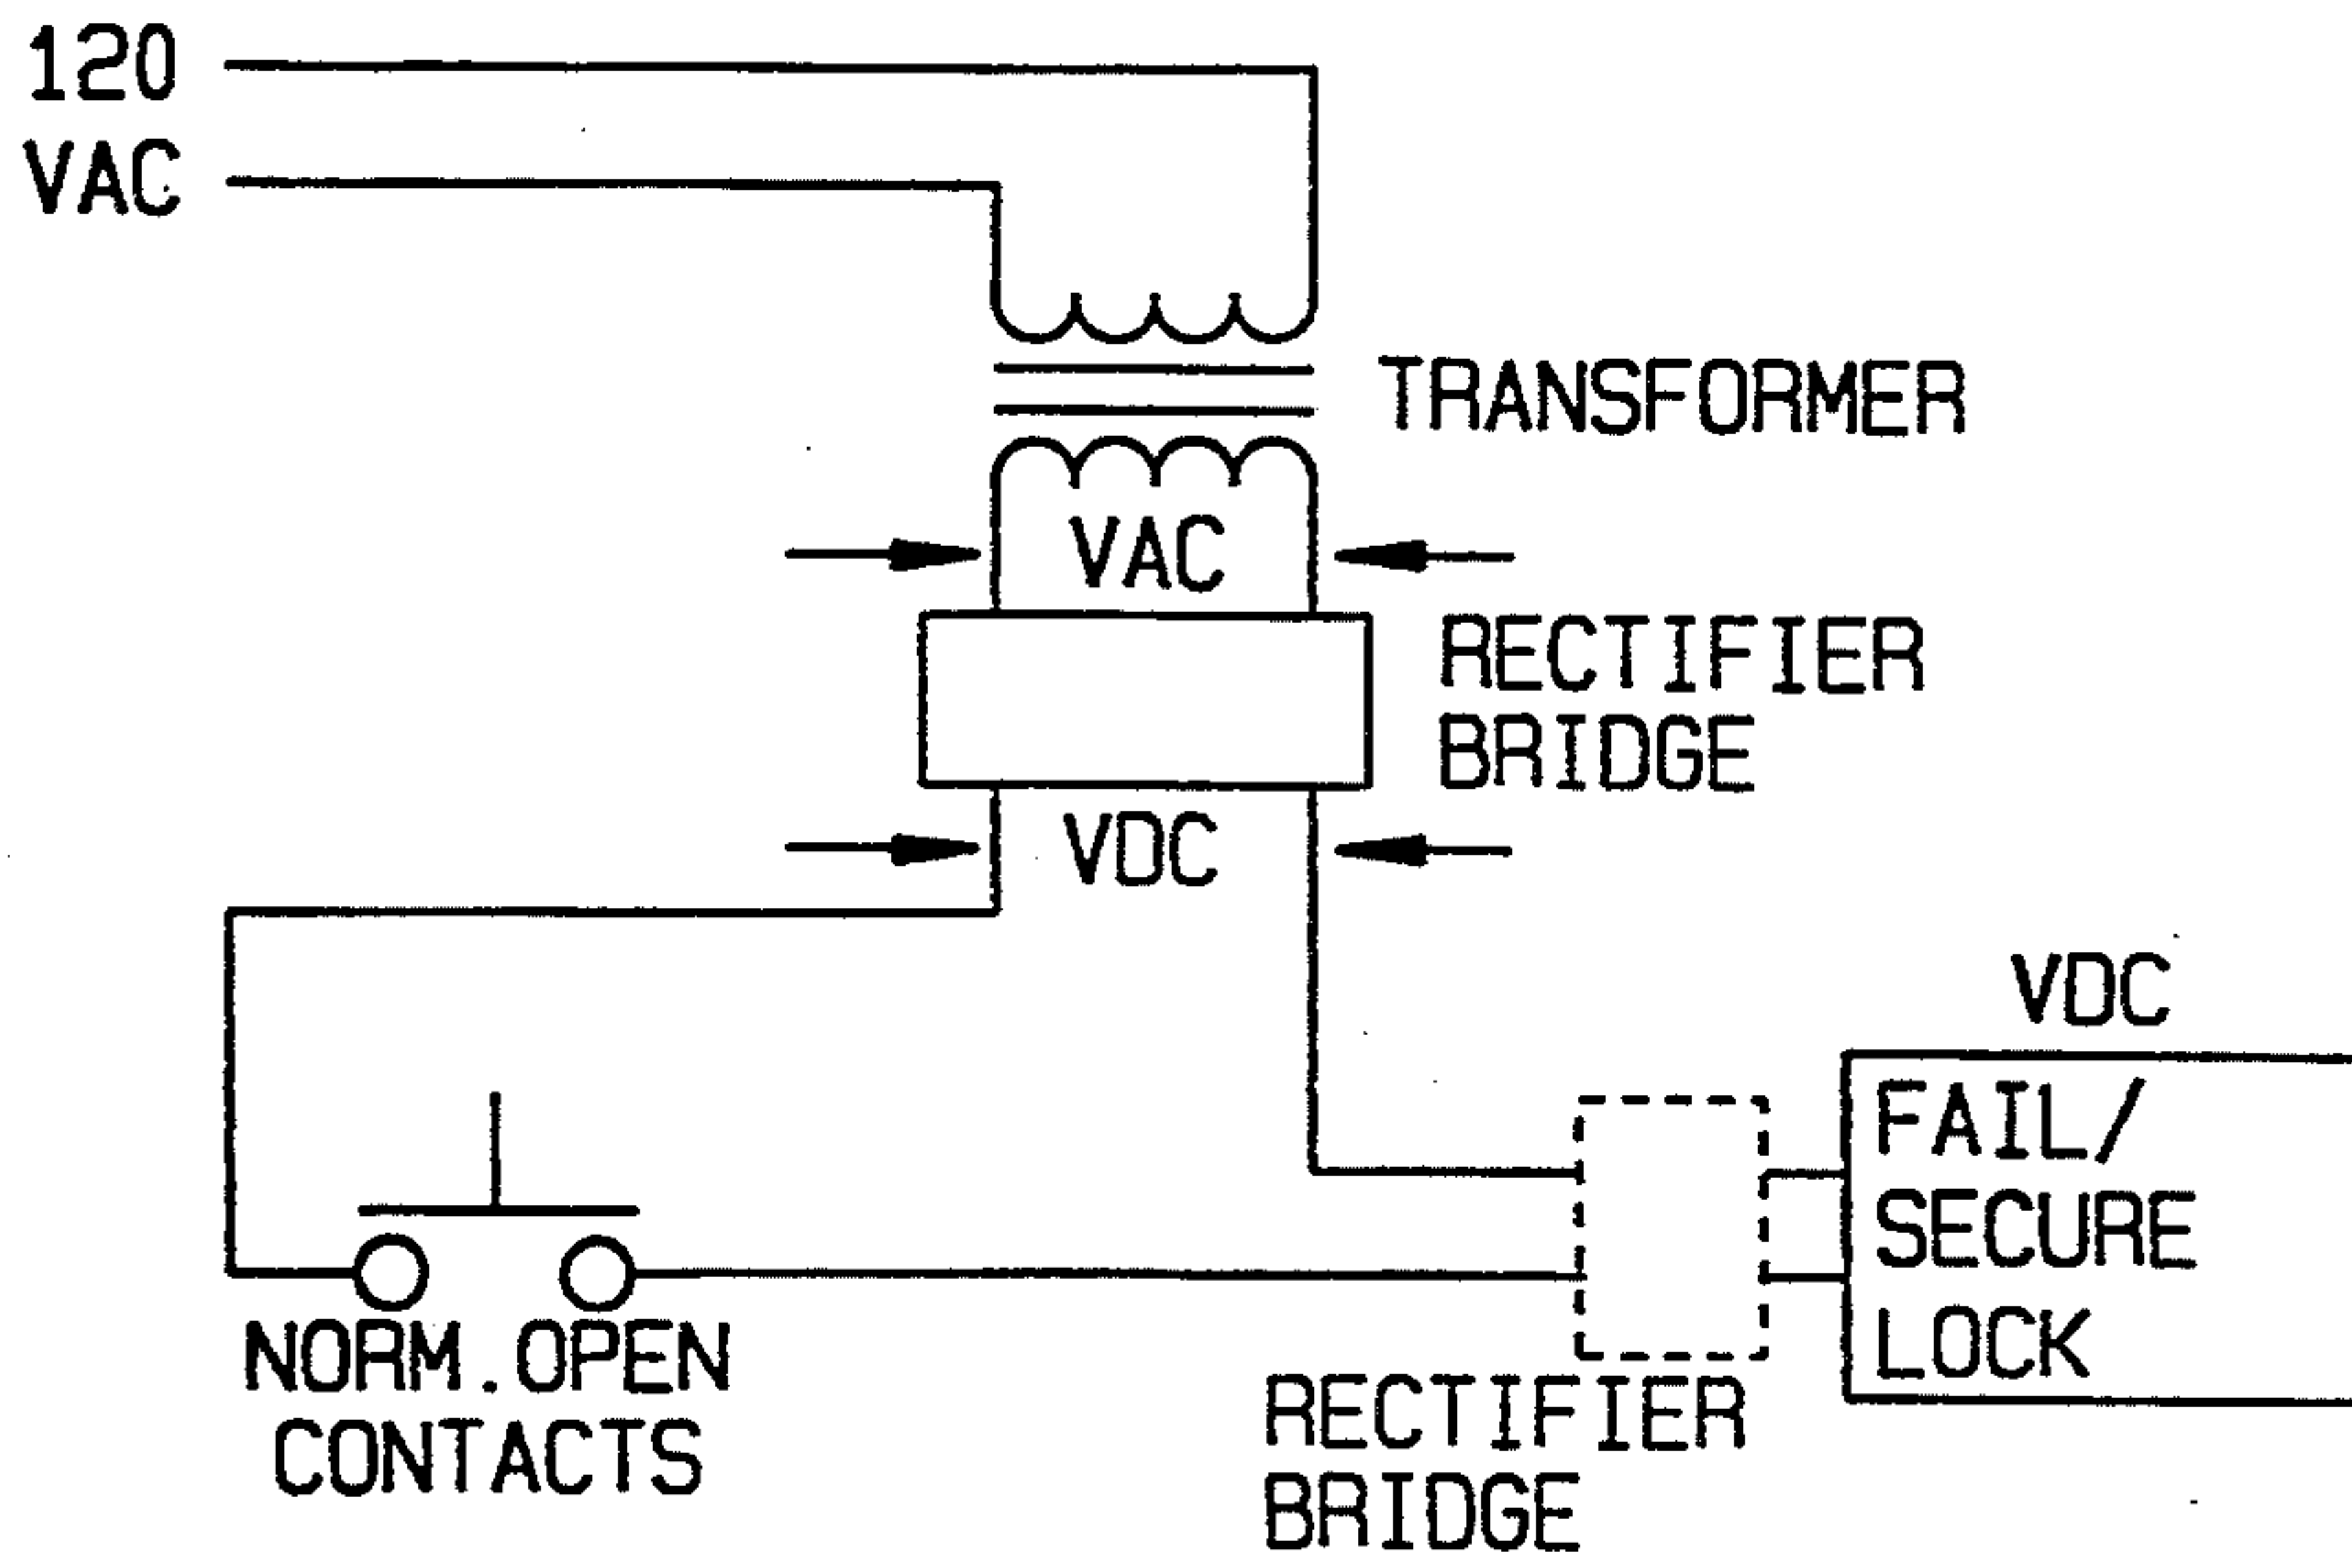 120
VAC
TRANSFORMER
VAC
RECTIFIER
BRIDGE
VDC
VDC
FAIL/
SECURE
LOCK
NORM.OPEN
CONTACTS
RECTIFIER
BRIDGE